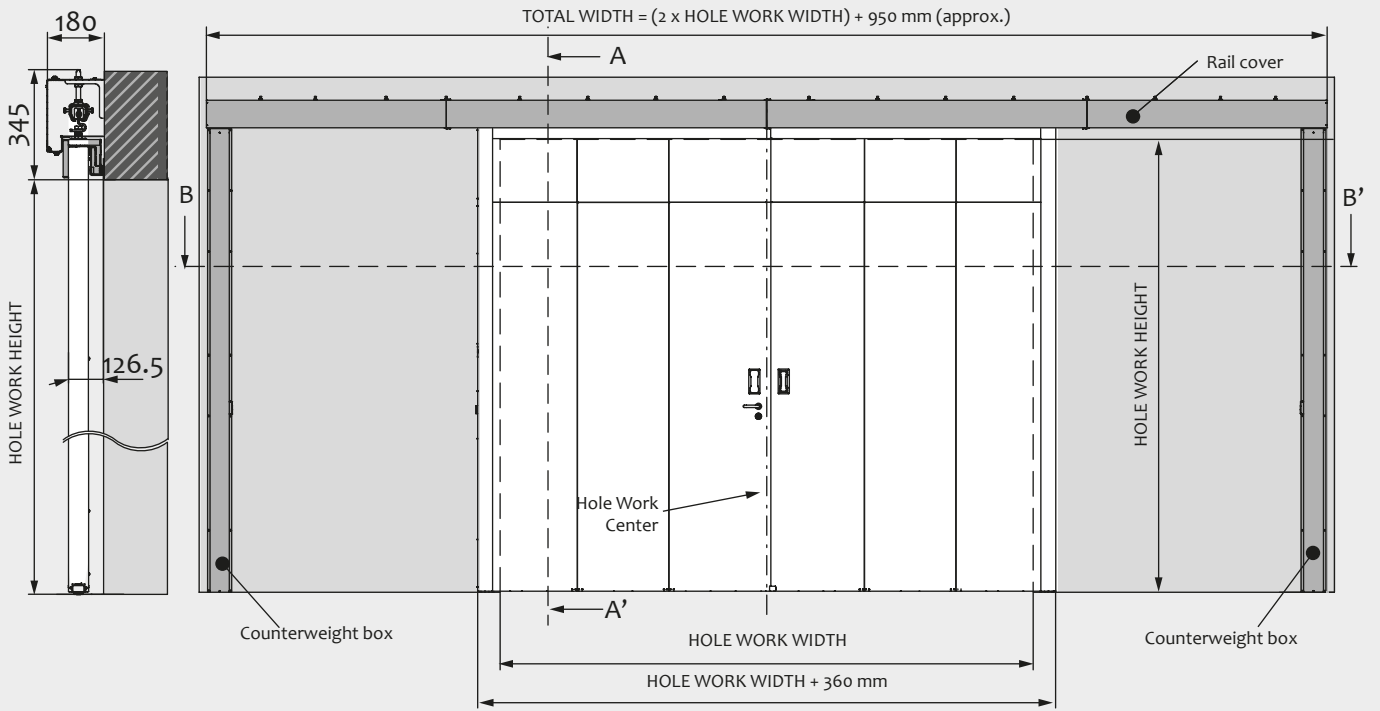 TOTAL WIDTH = (2 x HOLE WORK WIDTH) + 950 mm (approx.)
180
A
Rail cover
345
B
B’
HOLE WORK HEIGHT
126.5
HOLE WORK HEIGHT
Hole Work
Center
A’
Counterweight box
HOLE WORK WIDTH
Counterweight box
HOLE WORK WIDTH + 360 mm